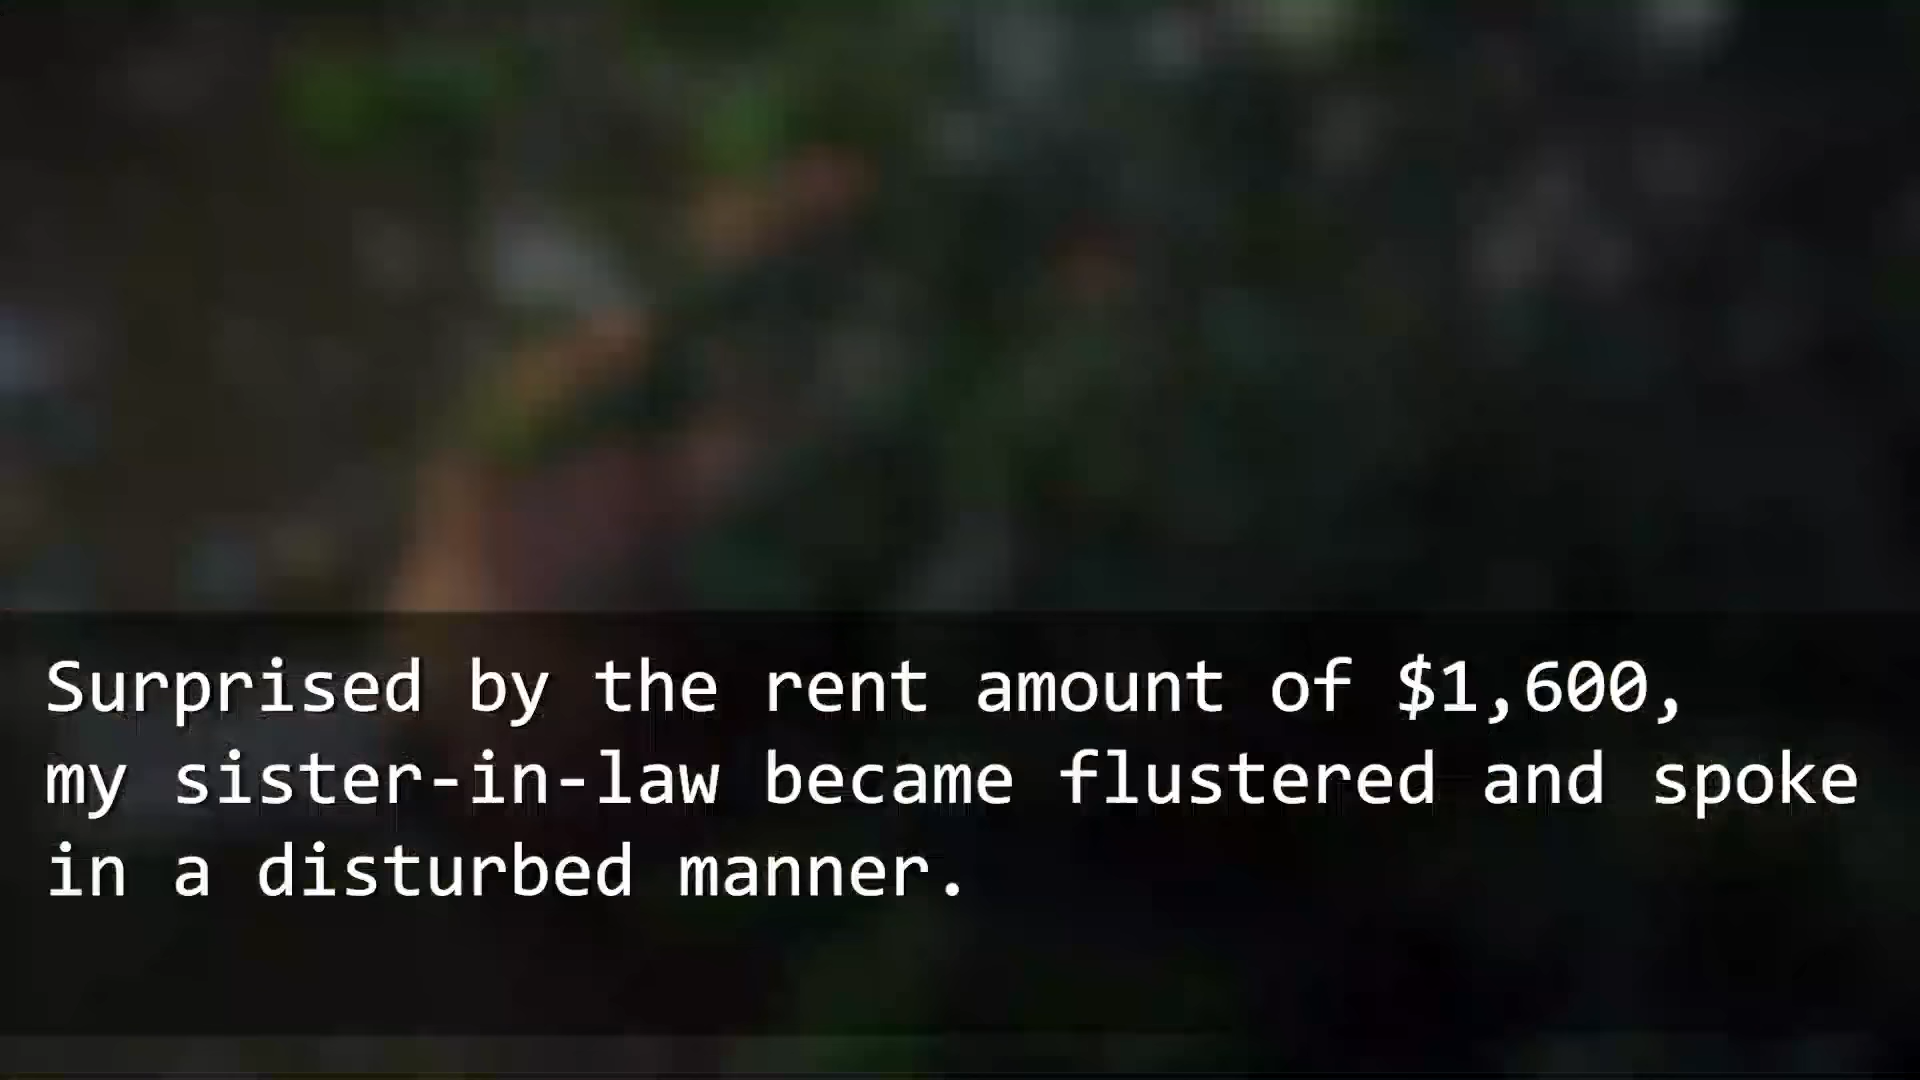 Surprised by the rent amount of $1,600,
my sister-in-law became flustered and spoke
in a disturbed manner.